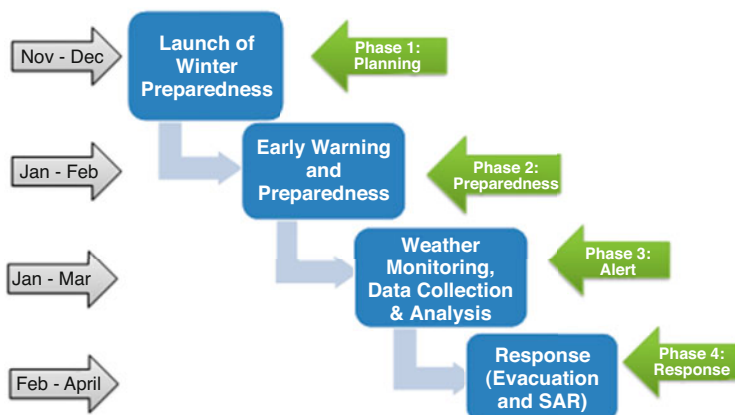 Nov - Dec
Launch of
Winter
Preparedness
Phase 1:
Planning
Jan - Feb
Early Warning
and
Preparedness
Phase 2:
Preparedness
Jan - Mar
Weather
Monitoring,
Data Collection
& Analysis
Phase 3:
Alert
Feb - April
Response
(Evacuation
and SAR)
Phase 4:
Response